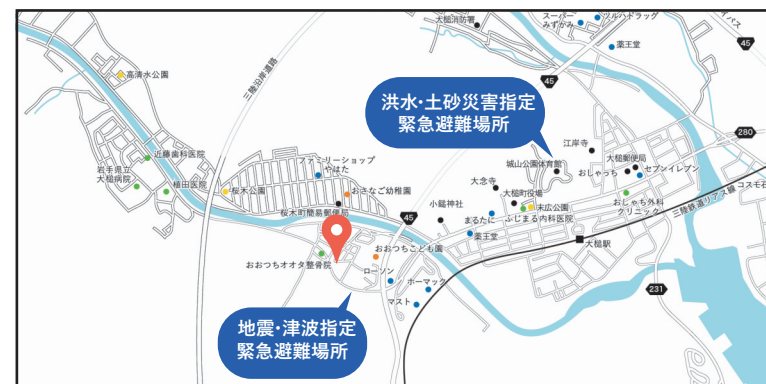 大槌消防署
スーパー
みずかみ
ツルハドラッグ
薬王堂
バイパス
45
45
高清水公園
三陸沿岸道路
洪水・土砂災害指定
緊急避難場所
江岸寺
280
近藤歯科医院
岩手県立
大槌病院
植田医院
ファミリーショップ
やはた
城山公園体育館
大槌郵便局
おしゃっち
セブンイレブン
桜木公園
おさなご幼稚園
桜木町簡易郵便局
大念寺
大槌町役場
末広公園
おしゃち外科
クリニック
三陸鉄道リアス線
コスモ石
小鎚神社
45
まるたに
ふじまる内科医院
薬王堂
大槌駅
おおつちオオタ整骨院
おおつちこども園
ローソン
ホーマック
マスト
231
地震・津波指定
緊急避難場所